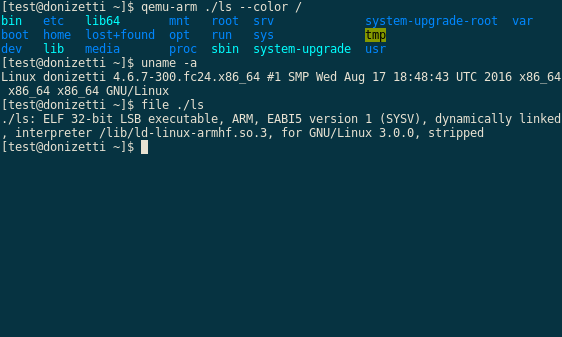 [test@donizetti ~]$ qemu-arm ./ls --color /
bin   etc   lib64       mnt   root  srv             system-upgrade-root  var
boot  home  lost+found  opt   run   sys             tmp
dev   lib   media       proc  sbin  system-upgrade  usr
[test@donizetti ~]$ uname -a
Linux donizetti 4.6.7-300.fc24.x86_64 #1 SMP Wed Aug 17 18:48:43 UTC 2016 x86_64
 x86_64 x86_64 GNU/Linux
[test@donizetti ~]$ file ./ls
./ls: ELF 32-bit LSB executable, ARM, EABI5 version 1 (SYSV), dynamically linked
, interpreter /lib/ld-linux-armhf.so.3, for GNU/Linux 3.0.0, stripped
[test@donizetti ~]$